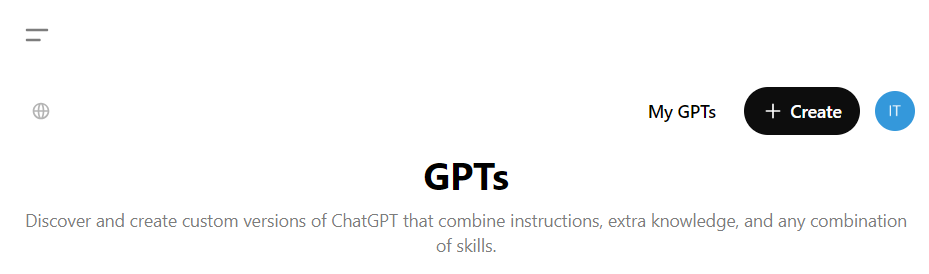 My GPTs
+ Create
IT
GPTs
Discover and create custom versions of ChatGPT that combine instructions, extra knowledge, and any combination
of skills.